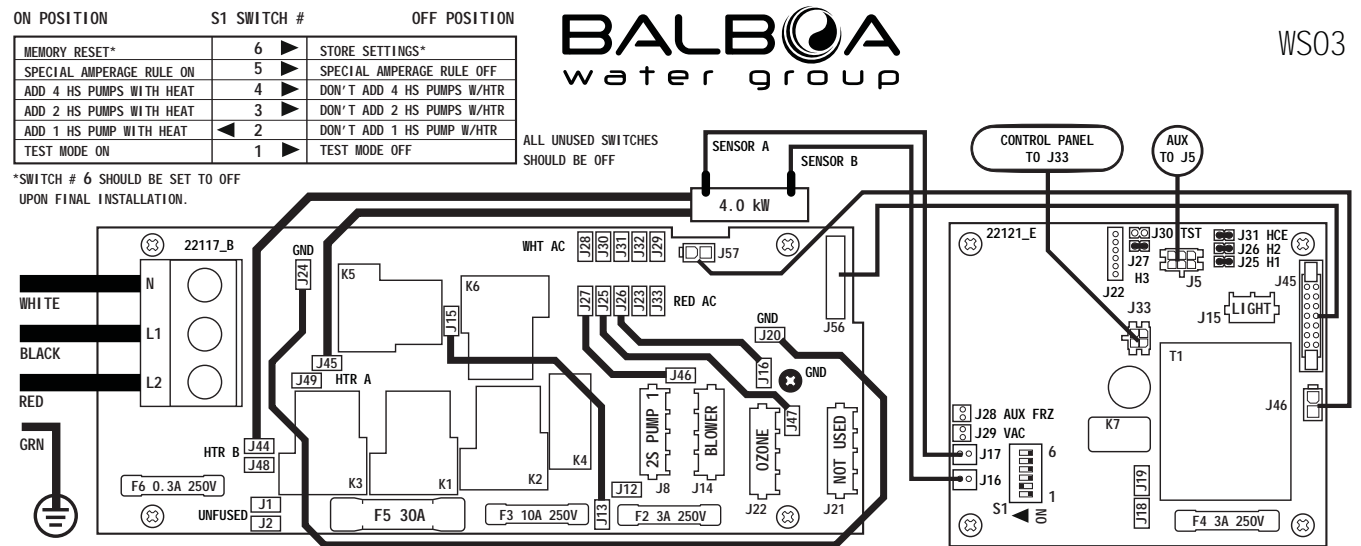 ON POSITION S1 SWITCH # OFF POSITION
MEMORY RESET* 6 STORE SETTINGS*
SPECIAL AMPERAGE RULE ON 5 SPECIAL AMPERAGE RULE OFF
ADD 4 HS PUMPS WITH HEAT 4 DON'T ADD 4 HS PUMPS W/HTR
ADD 2 HS PUMPS WITH HEAT 3 DON'T ADD 2 HS PUMPS W/HTR
ADD 1 HS PUMP WITH HEAT 2 DON'T ADD 1 HS PUMP W/HTR
TEST MODE ON 1 TEST MODE OFF
*SWITCH # 6 SHOULD BE SET TO OFF
UPON FINAL INSTALLATION.
ALL UNUSED SWITCHES
SHOULD BE OFF
BALBOA
water group
WS03
SENSOR A
SENSOR B
4.0 kW
CONTROL PANEL
TO J33
AUX
TO J5
22117_B
GND
J24
N
WHITE
L1
BLACK
L2
RED
GRN
K5
K6
J15
J45
J49 HTR A
J44
HTR B
J48
F6 0.3A 250V
J1
UNFUSED
J2
K3
K1
K2
K4
F5 30A
F3 10A 250V
J13
F2 3A 250V
J12
WHT AC
J28
J30
J31
J32
J29
J57
J27
J25
J26
J23
J33
RED AC
J56
GND
J20
J16
GND
J46
J47
2S PUMP 1
J8
BLOWER
J14
OZONE
J22
NOT USED
J21
22121_E
J30 TST
J27
H3
J22
J5
J31 HCE
J26 H2
J25 H1
J45
J15
LIGHT
J33
T1
K7
J46
J28 AUX FRZ
J29 VAC
J17
J16
6
1
S1
ON
J19
J18
F4 3A 250V